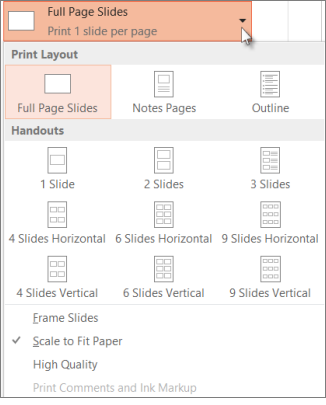 Full Page Slides
Print 1 slide per page
Print Layout
Full Page Slides Notes Pages Outline
Handouts
1 Slide 2 Slides 3 Slides
4 Slides Horizontal 6 Slides Horizontal 9 Slides Horizontal
4 Slides Vertical 6 Slides Vertical 9 Slides Vertical
Frame Slides
Scale to Fit Paper
High Quality
Print Comments and Ink Markup